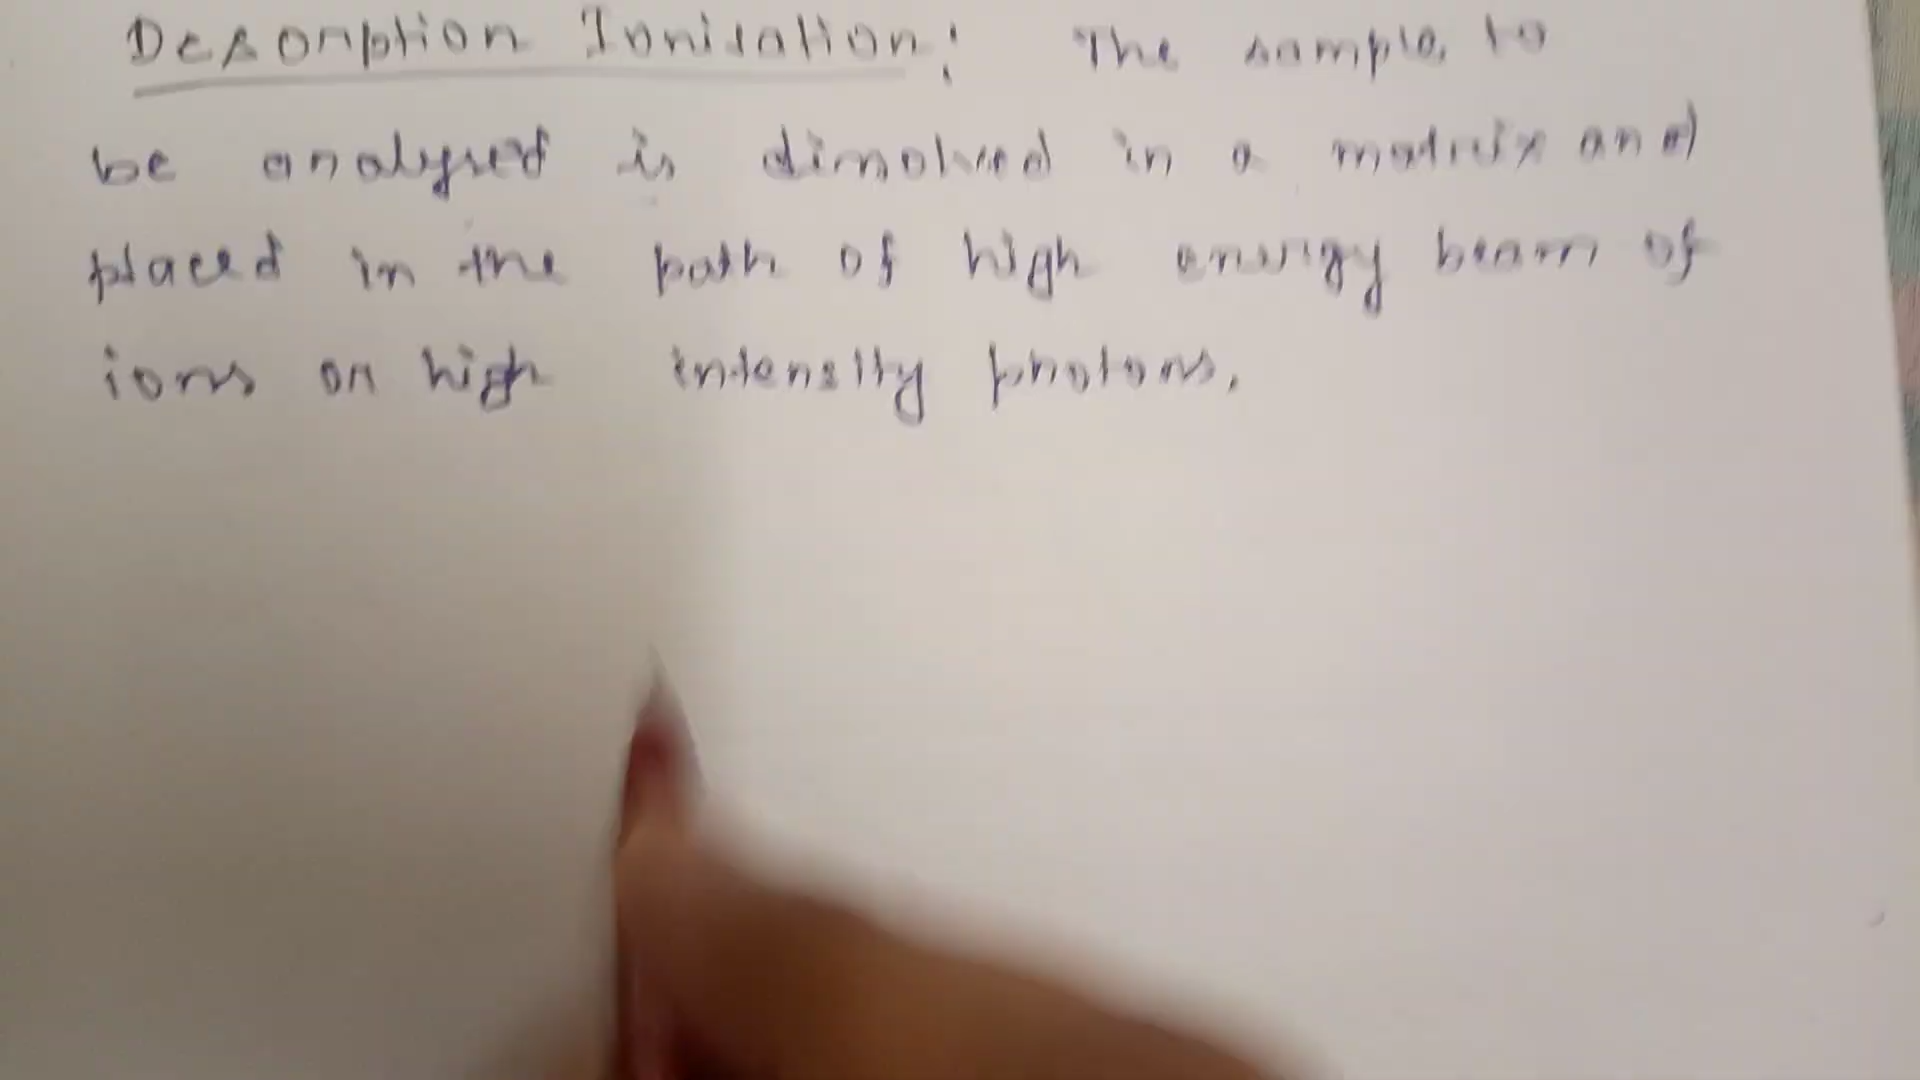 Desorption Ionisation: The sample to
be analysed is dissolved in a matrix and
placed in the path of high energy beam of
ions or high intensity photons.